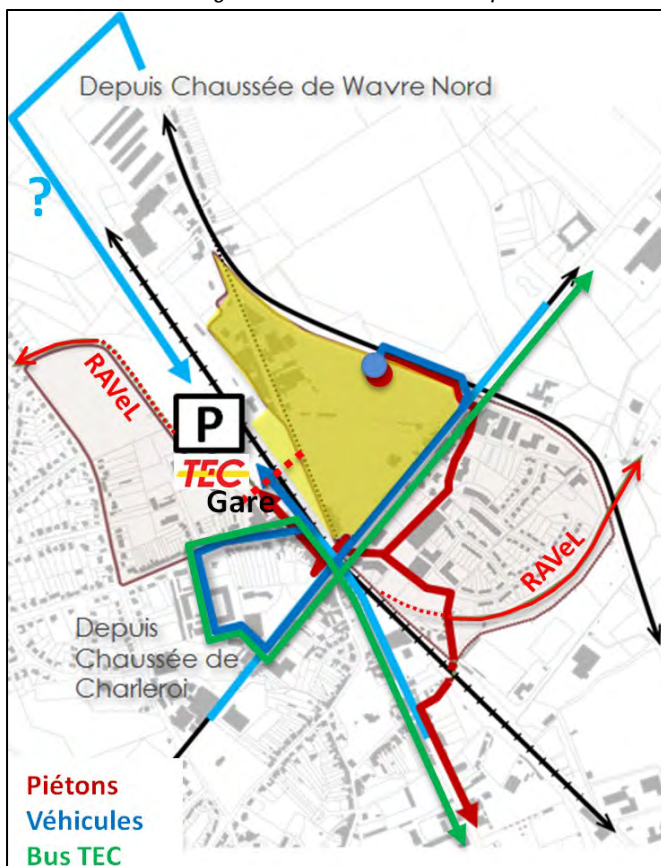 Depuis Chaussée de Wavre Nord
?
RAVeL
P
TEC
Gare
RAVeL
Depuis
Chaussée de
Charleroi
Piétons
Véhicules
Bus TEC